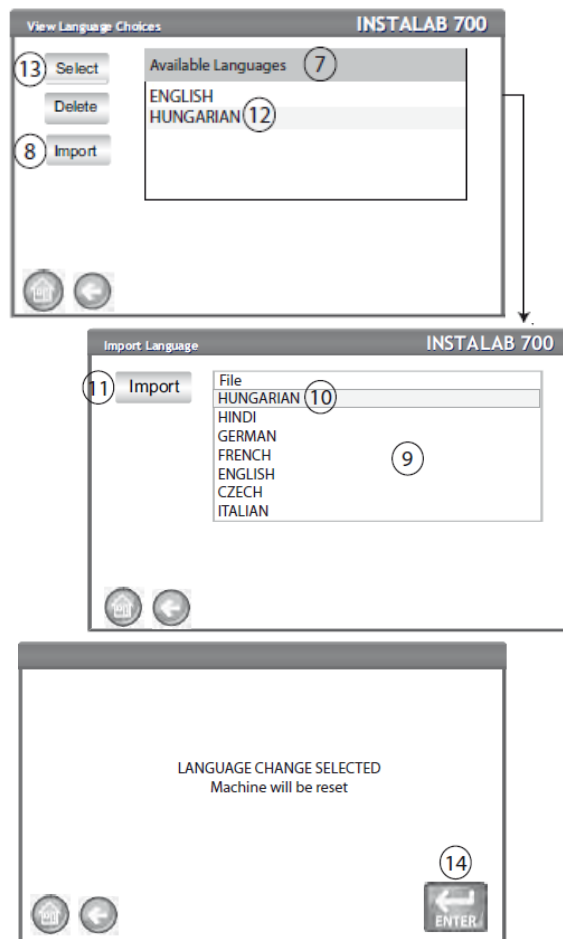 View Language Choices INSTALAB 700
13 Select
Available Languages 7
Delete
ENGLISH
HUNGARIAN 12
8 Import
Import Language INSTALAB 700
11 Import
File
HUNGARIAN 10
HINDI
GERMAN
FRENCH
9
ENGLISH
CZECH
ITALIAN
LANGUAGE CHANGE SELECTED
Machine will be reset
14
ENTER